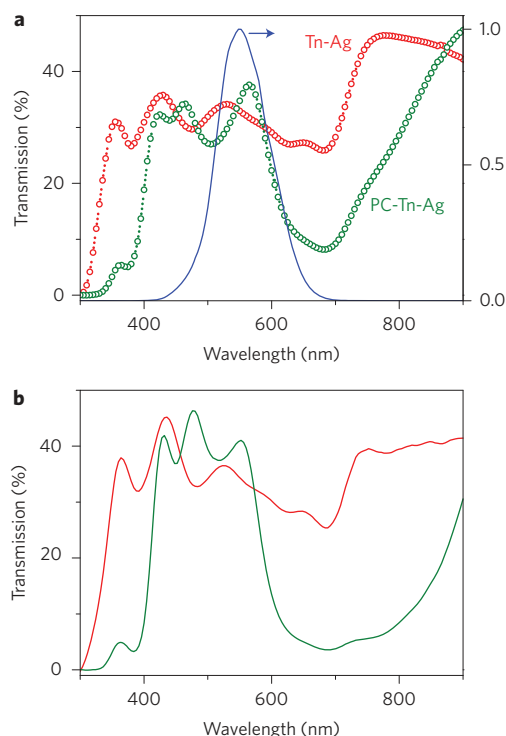 a
Tn-Ag
PC-Tn-Ag
Transmission (%)
40
20
0
1.0
0.5
0.0
400
600
800
Wavelength (nm)
b
Transmission (%)
40
20
0
400
600
800
Wavelength (nm)